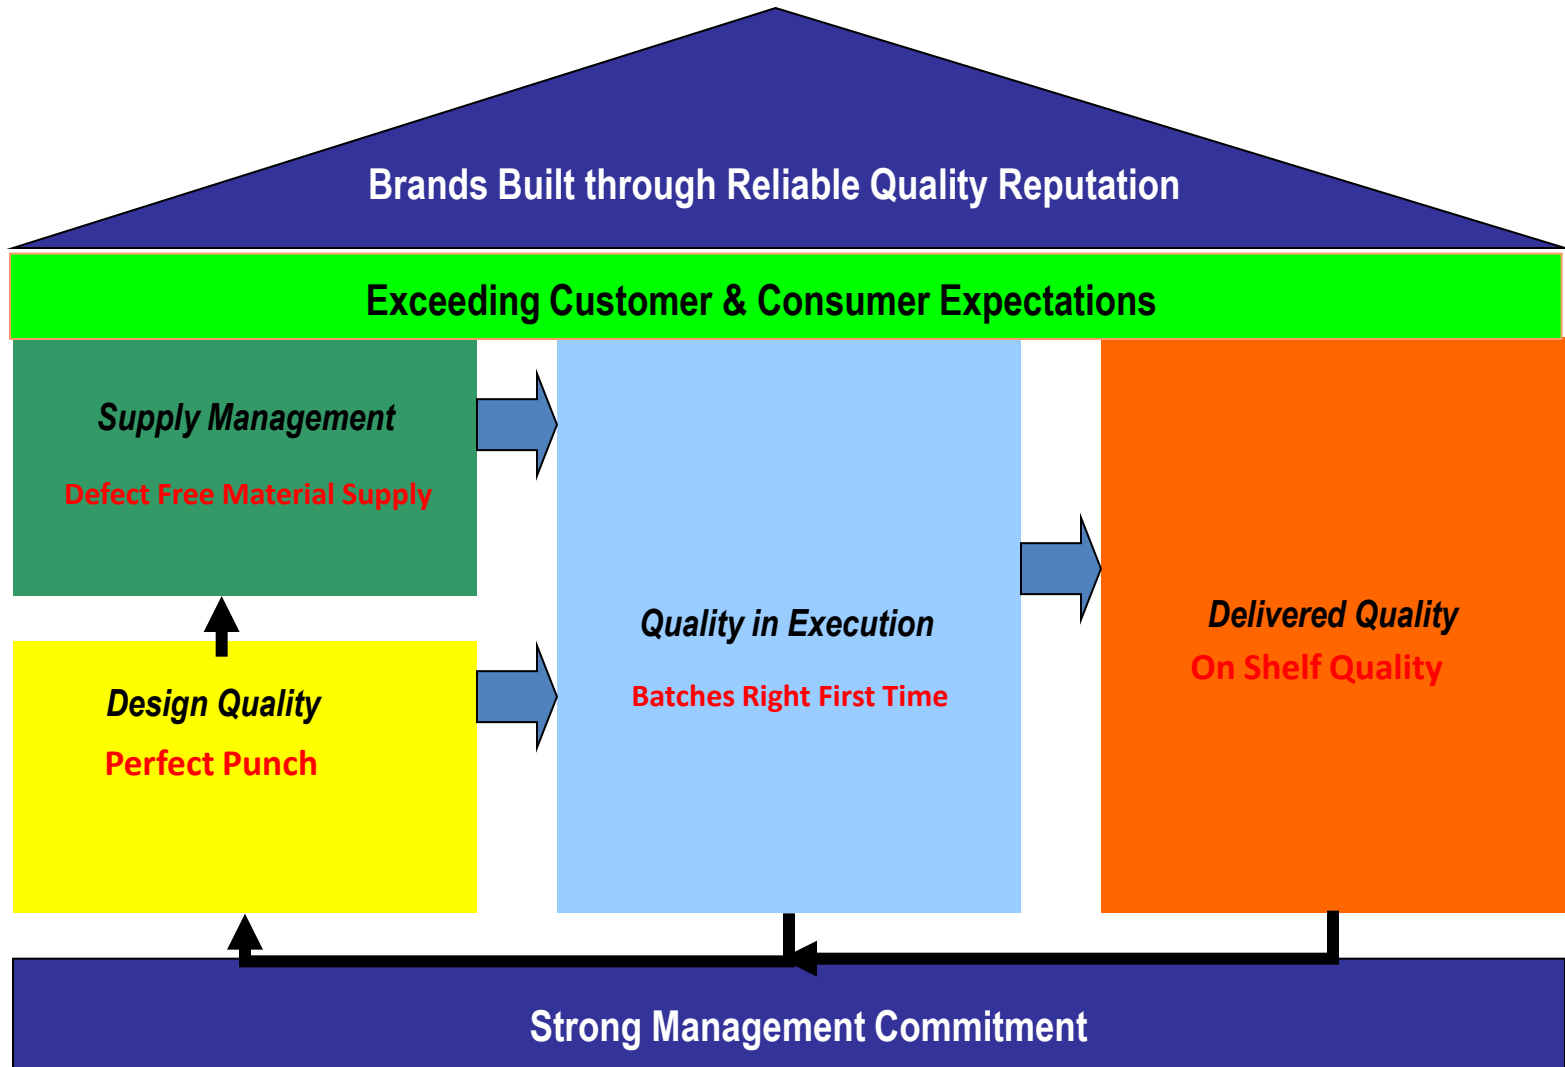 Brands Built through Reliable Quality Reputation
Exceeding Customer & Consumer Expectations
Supply Management
Defect Free Material Supply
Design Quality
Perfect Punch
Quality in Execution
Batches Right First Time
Delivered Quality
On Shelf Quality
Strong Management Commitment